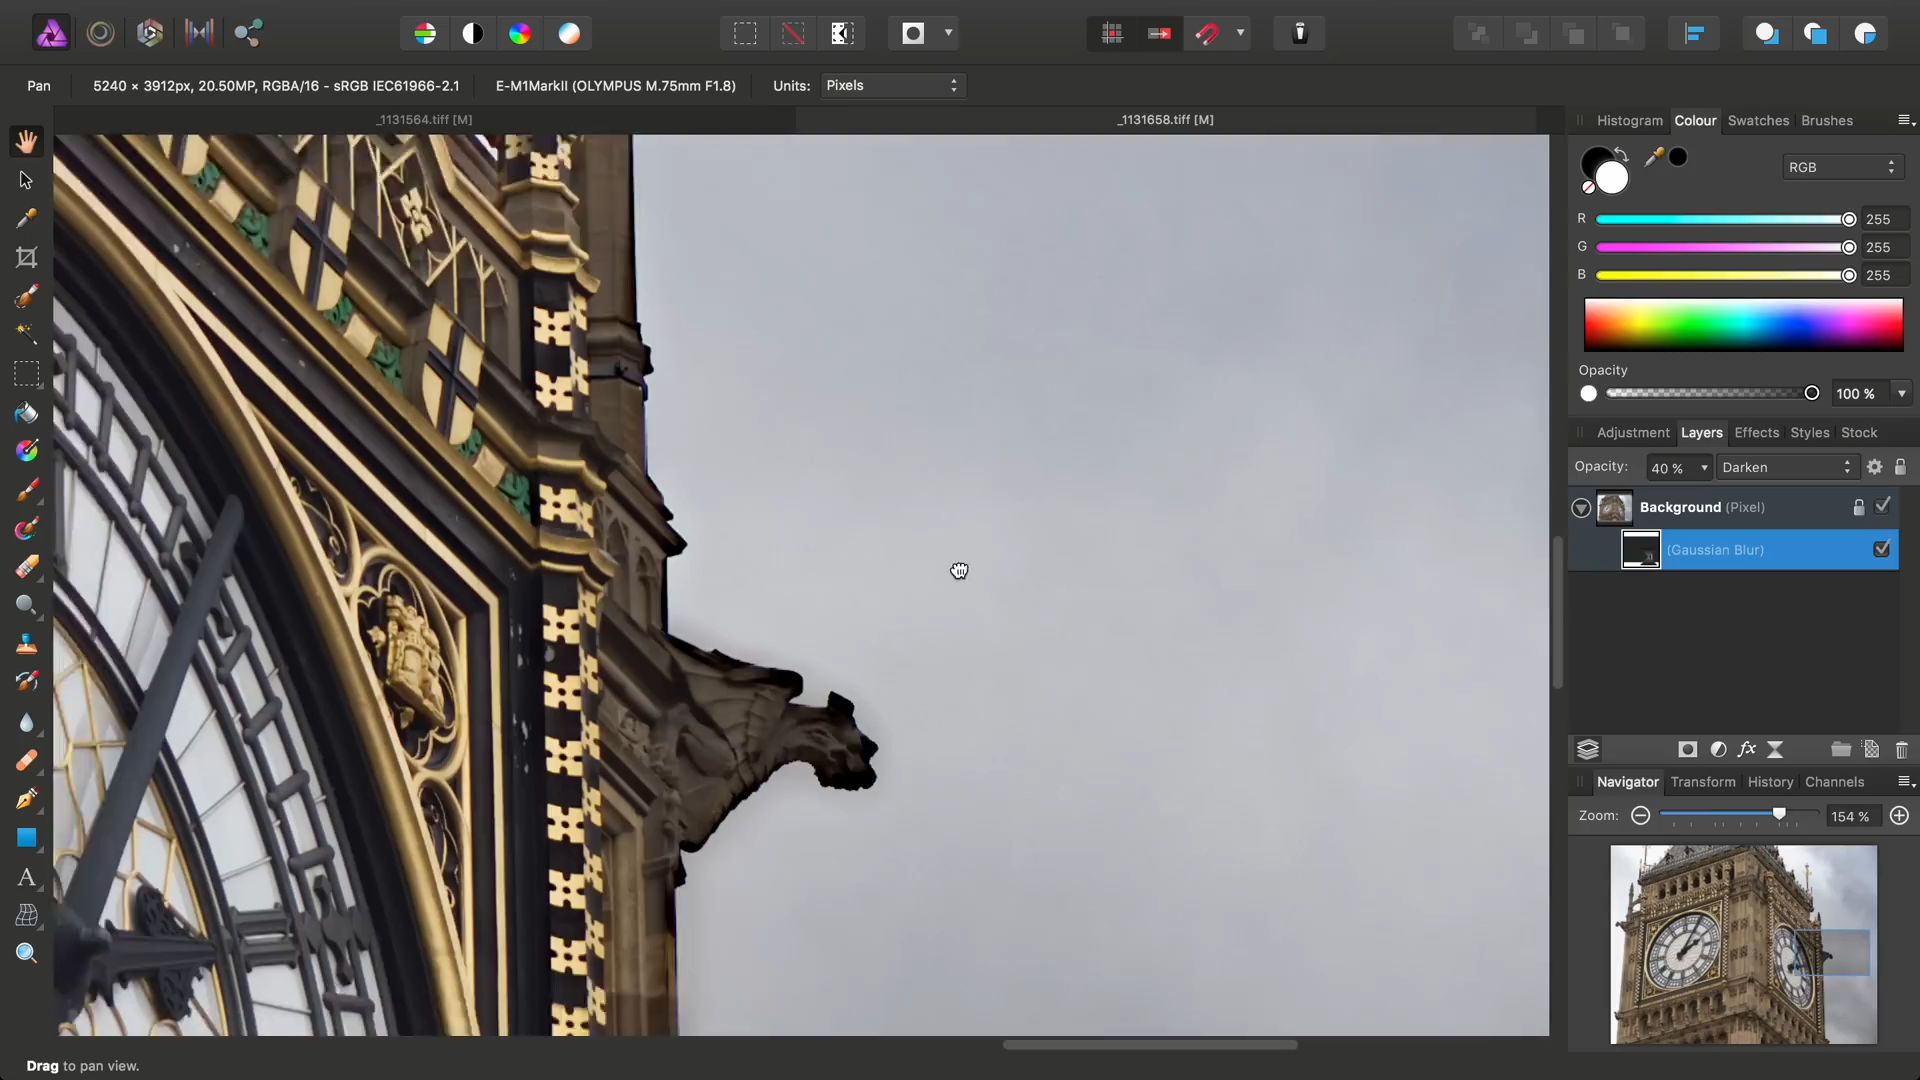 Pan
5240 × 3912px, 20.50MP, RGBA/16 - sRGB IEC61966-2.1
E-M1MarkII (OLYMPUS M.75mm F1.8)
Units:
Pixels
_1131564.tiff [M]
_1131658.tiff [M]
Histogram
Colour
Swatches
Brushes
RGB
R
255
G
255
B
255
Opacity
100 %
Adjustment
Layers
Effects
Styles
Stock
Opacity:
40 %
Darken
Background (Pixel)
(Gaussian Blur)
fx
Navigator
Transform
History
Channels
Zoom:
154 %
A
Drag to pan view.